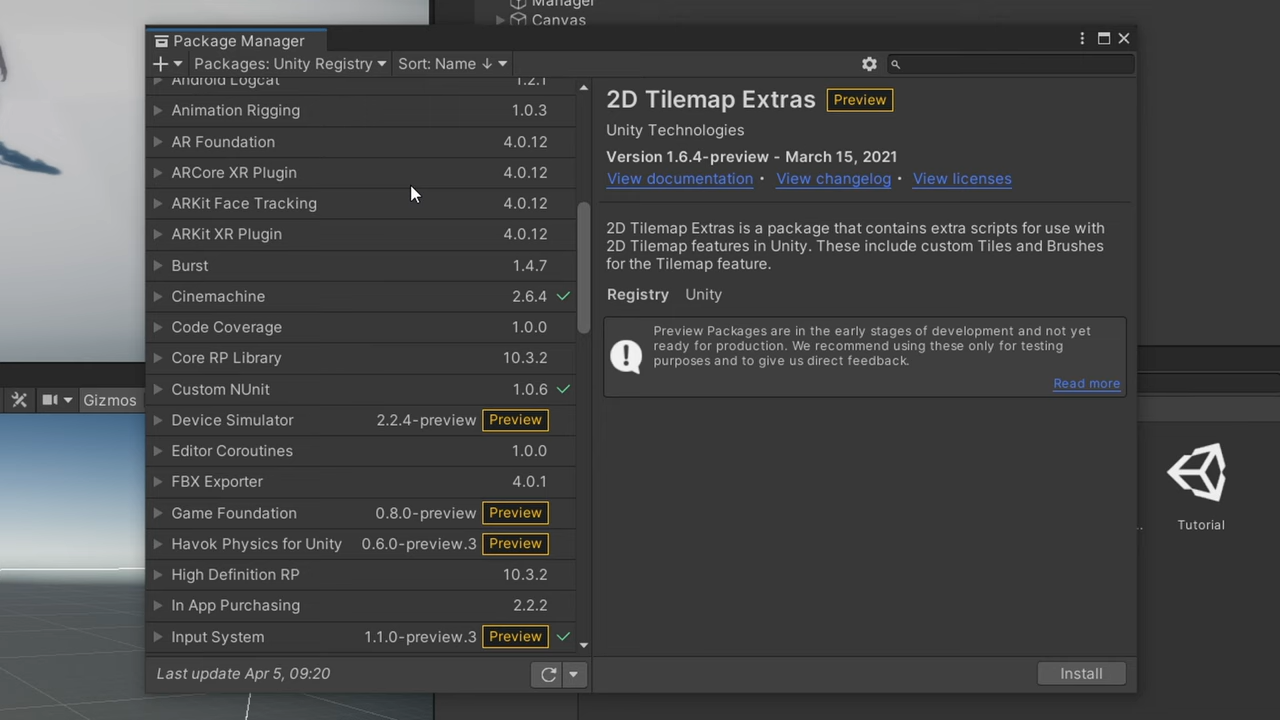 Manager
Canvas
Package Manager
Packages: Unity Registry
Sort: Name ↓
Android Logcat 1.2.1
Animation Rigging 1.0.3
AR Foundation 4.0.12
ARCore XR Plugin 4.0.12
ARKit Face Tracking 4.0.12
ARKit XR Plugin 4.0.12
Burst 1.4.7
Cinemachine 2.6.4
Code Coverage 1.0.0
Core RP Library 10.3.2
Custom NUnit 1.0.6
Device Simulator 2.2.4-preview Preview
Editor Coroutines 1.0.0
FBX Exporter 4.0.1
Game Foundation 0.8.0-preview Preview
Havok Physics for Unity 0.6.0-preview.3 Preview
High Definition RP 10.3.2
In App Purchasing 2.2.2
Input System 1.1.0-preview.3 Preview
Last update Apr 5, 09:20
2D Tilemap Extras Preview
Unity Technologies
Version 1.6.4-preview - March 15, 2021
View documentation • View changelog • View licenses
2D Tilemap Extras is a package that contains extra scripts for use with
2D Tilemap features in Unity. These include custom Tiles and Brushes
for the Tilemap feature.
Registry Unity
Preview Packages are in the early stages of development and not yet
ready for production. We recommend using these only for testing
purposes and to give us direct feedback.
Read more
Install
Gizmos
Tutorial